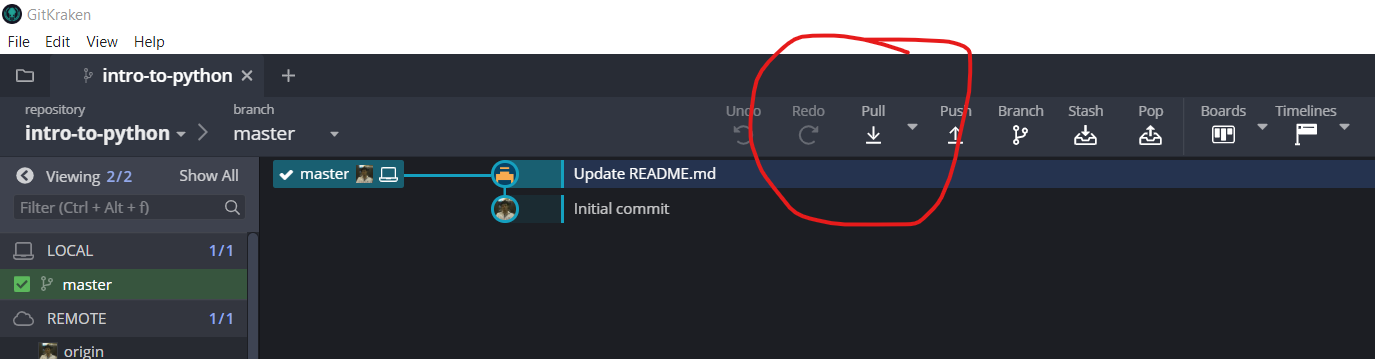 GitKraken
File Edit View Help
intro-to-python
repository branch
intro-to-python master
Undo Redo Pull Push Branch Stash Pop Boards Timelines
Viewing 2/2 Show All
master Update README.md
Filter (Ctrl + Alt + f)
Initial commit
LOCAL 1/1
master
REMOTE 1/1
origin